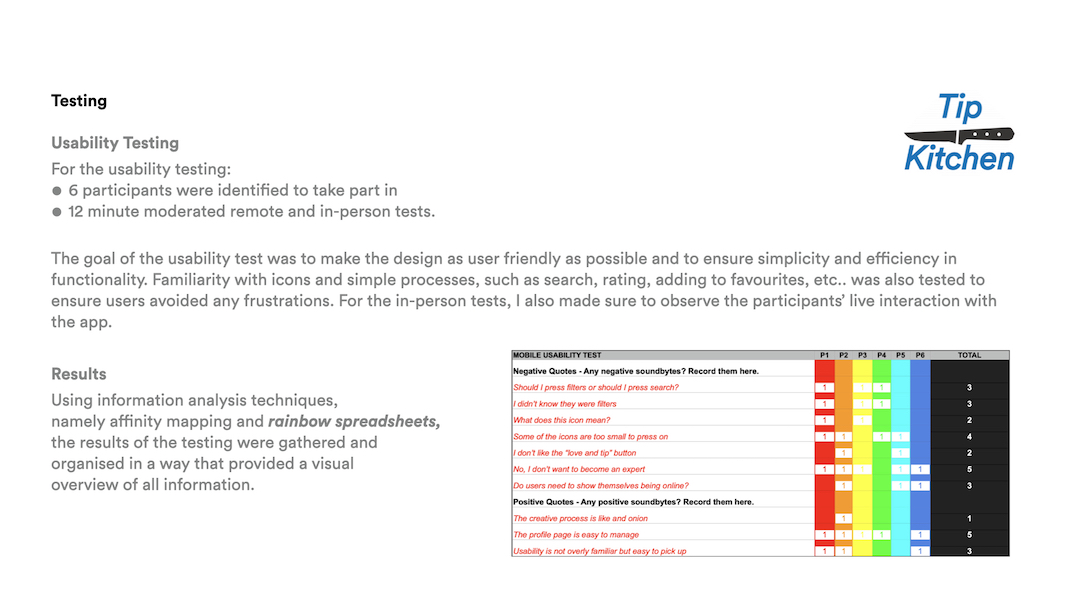 Testing
Tip
Kitchen
Usability Testing
For the usability testing:
● 6 participants were identified to take part in
● 12 minute moderated remote and in-person tests.
The goal of the usability test was to make the design as user friendly as possible and to ensure simplicity and efficiency in
functionality. Familiarity with icons and simple processes, such as search, rating, adding to favourites, etc.. was also tested to
ensure users avoided any frustrations. For the in-person tests, I also made sure to observe the participants’ live interaction with
the app.
Results
Using information analysis techniques,
namely affinity mapping and rainbow spreadsheets,
the results of the testing were gathered and
organised in a way that provided a visual
overview of all information.
MOBILE USABILITY TEST P1 P2 P3 P4 P5 P6 TOTAL
Negative Quotes - Any negative soundbytes? Record them here.
Should I press filters or should I press search? 1 1 1 3
I didn't know they were filters 1 1 1 3
What does this icon mean? 1 1 2
Some of the icons are too small to press on 1 1 1 1 4
I don't like the "love and tip" button 1 1 2
No, I don't want to become an expert 1 1 1 1 1 5
Do users need to show themselves being online? 1 1 1 3
Positive Quotes - Any positive soundbytes? Record them here.
The creative process is like and onion 1 1
The profile page is easy to manage 1 1 1 1 1 5
Usability is not overly familiar but easy to pick up 1 1 1 3